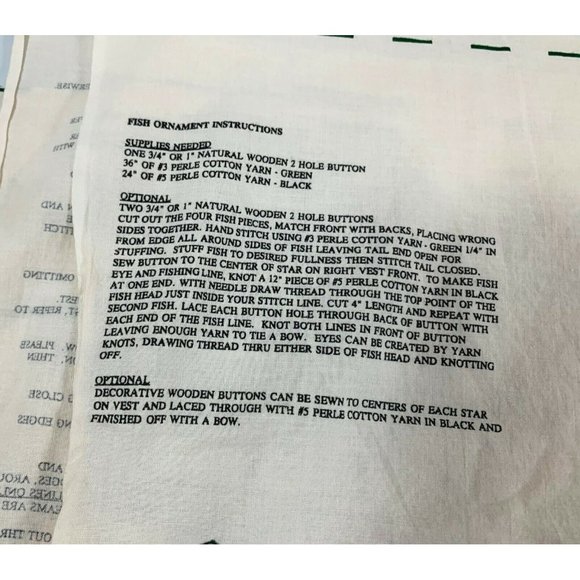 FISH ORNAMENT INSTRUCTIONS
SUPPLIES NEEDED
ONE 3/4" OR 1" NATURAL WOODEN 2 HOLE BUTTON
36" OF #3 PERLE COTTON YARN - GREEN
24" OF #5 PERLE COTTON YARN - BLACK
OPTIONAL
TWO 3/4" OR 1" NATURAL WOODEN 2 HOLE BUTTONS
CUT OUT THE FOUR FISH PIECES, MATCH FRONT WITH BACKS, PLACING WRONG
SIDES TOGETHER. HAND STITCH USING #3 PERLE COTTON YARN - GREEN 1/4" IN
FROM EDGE ALL AROUND SIDES OF FISH LEAVING TAIL END OPEN FOR
STUFFING. STUFF FISH TO DESIRED FULLNESS THEN STITCH TAIL CLOSED.
SEW BUTTON TO THE CENTER OF STAR ON RIGHT VEST FRONT. TO MAKE FISH
EYE AND FISHING LINE, KNOT A 12" PIECE OF #5 PERLE COTTON YARN IN BLACK
AT ONE END. WITH NEEDLE DRAW THREAD THROUGH THE TOP POINT OF THE
FISH HEAD JUST INSIDE YOUR STITCH LINE. CUT 4" LENGTH AND REPEAT WITH
SECOND FISH. LACE EACH BUTTON HOLE THROUGH BACK OF BUTTON WITH
EACH END OF THE FISH LINE. KNOT BOTH LINES IN FRONT OF BUTTON
LEAVING ENOUGH YARN TO TIE A BOW. EYES CAN BE CREATED BY YARN
KNOTS, DRAWING THREAD THRU EITHER SIDE OF FISH HEAD AND KNOTTING
OFF.
OPTIONAL
DECORATIVE WOODEN BUTTONS CAN BE SEWN TO CENTERS OF EACH STAR
ON VEST AND LACED THROUGH WITH #5 PERLE COTTON YARN IN BLACK AND
FINISHED OFF WITH A BOW.